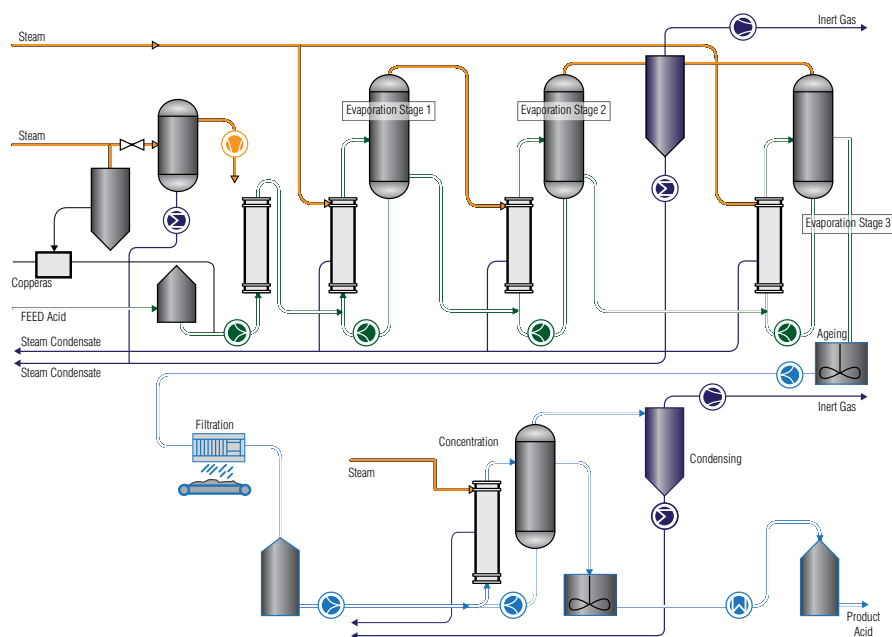 Inert Gas
Steam
Evaporation Stage 1
Evaporation Stage 2
Steam
Evaporation Stage 3
Copperas
FEED Acid
Ageing
Steam Condensate
Steam Condensate
Inert Gas
Filtration
Concentration
Condensing
Steam
Product
Acid